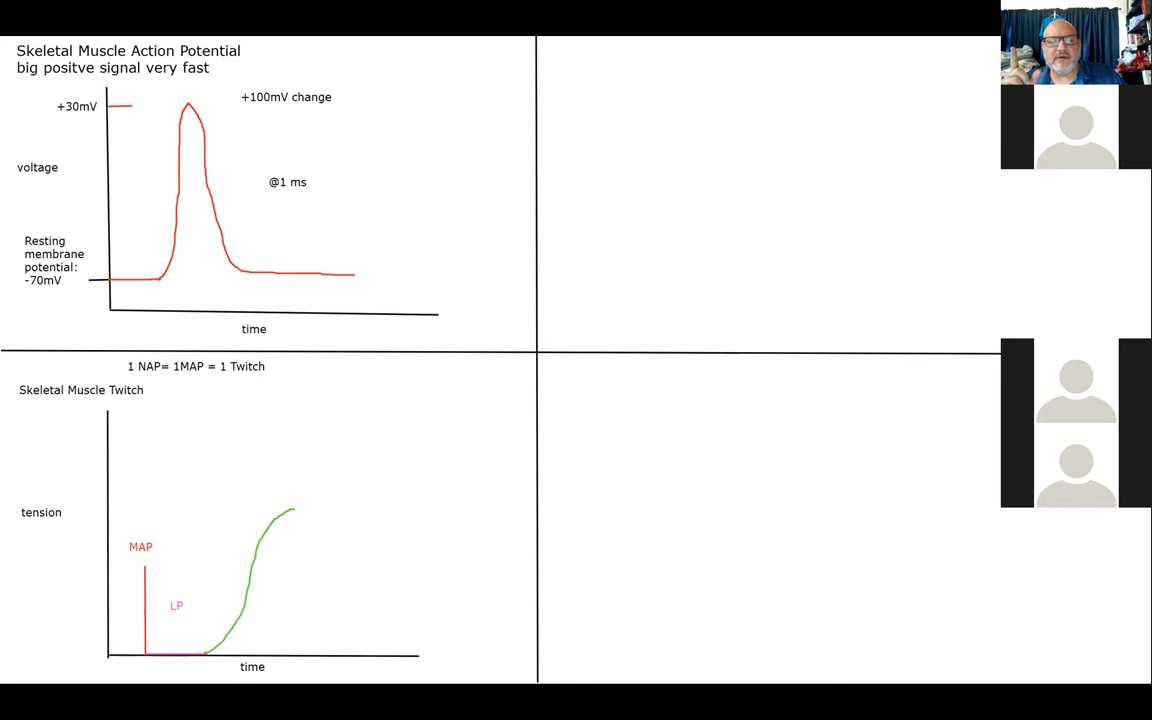 Skeletal Muscle Action Potential
big positve signal very fast
+30mV
+100mV change
voltage
@1 ms
Resting
membrane
potential:
-70mV
time
1 NAP= 1MAP = 1 Twitch
Skeletal Muscle Twitch
tension
MAP
LP
time